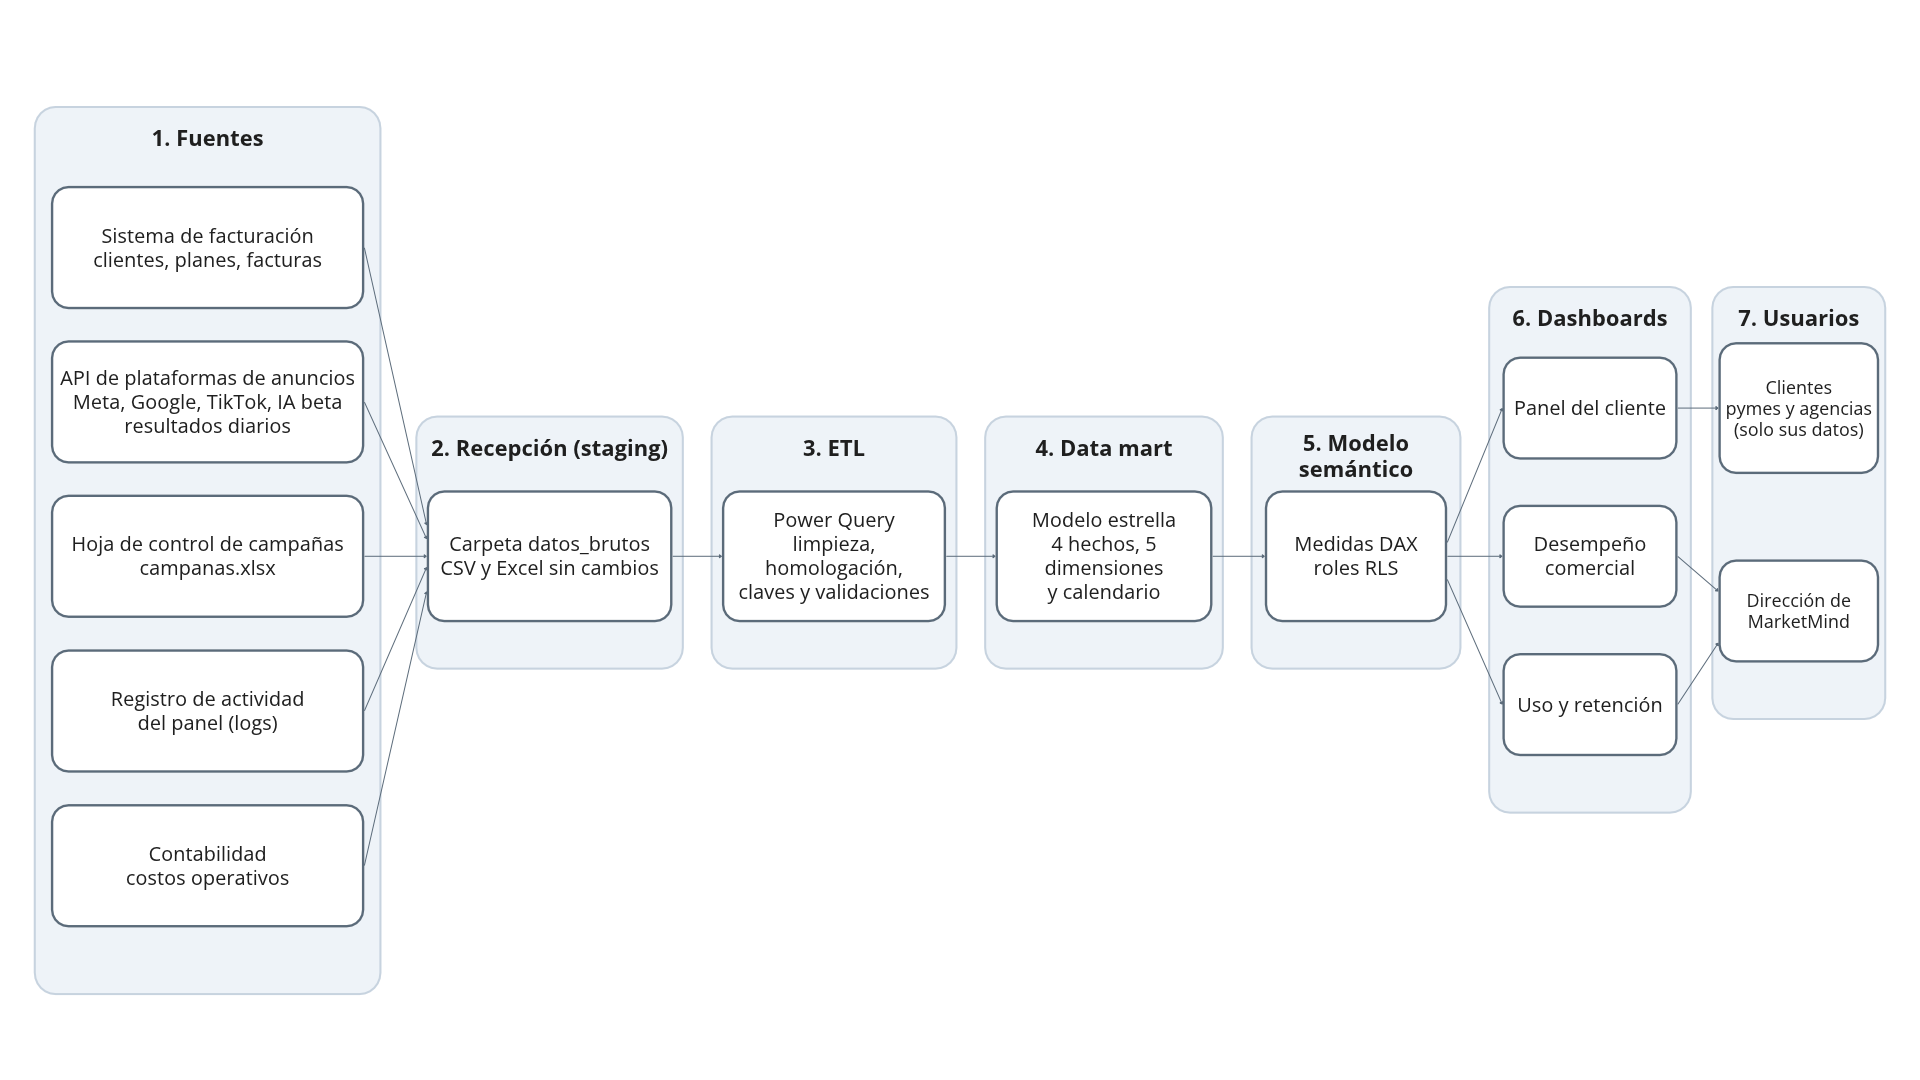 1. Fuentes
Sistema de facturación
clientes, planes, facturas
API de plataformas de anuncios
Meta, Google, TikTok, IA beta
resultados diarios
Hoja de control de campañas
campanas.xlsx
Registro de actividad
del panel (logs)
Contabilidad
costos operativos
2. Recepción (staging)
Carpeta datos_brutos
CSV y Excel sin cambios
3. ETL
Power Query
limpieza,
homologación,
claves y validaciones
4. Data mart
Modelo estrella
4 hechos, 5
dimensiones
y calendario
5. Modelo
semántico
Medidas DAX
roles RLS
6. Dashboards
Panel del cliente
Desempeño
comercial
Uso y retención
7. Usuarios
Clientes
pymes y agencias
(solo sus datos)
Dirección de
MarketMind